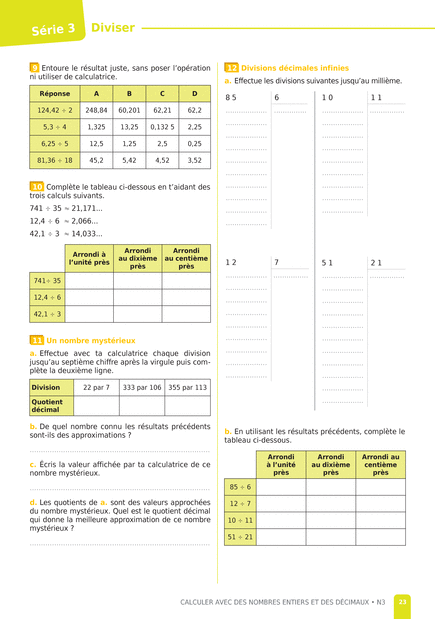 Série 3 Diviser
9 Entoure le résultat juste, sans poser l'opération
ni utiliser de calculatrice.
Réponse A B C D
124,42 ÷ 2 248,84 60,201 62,21 62,2
5,3 ÷ 4 1,325 13,25 0,132 5 2,25
6,25 ÷ 5 12,5 1,25 2,5 0,25
81,36 ÷ 18 45,2 5,42 4,52 3,52
10 Complète le tableau ci-dessous en t'aidant des
trois calculs suivants.
741 ÷ 35 ≈ 21,171...
12,4 ÷ 6 ≈ 2,066...
42,1 ÷ 3 ≈ 14,033...
Arrondi à
l'unité près
Arrondi
au dixième
près
Arrondi
au centième
près
741÷ 35
12,4 ÷ 6
42,1 ÷ 3
11 Un nombre mystérieux
a. Effectue avec ta calculatrice chaque division
jusqu'au septième chiffre après la virgule puis com-
plète la deuxième ligne.
Division 22 par 7 333 par 106 355 par 113
Quotient
décimal
b. De quel nombre connu les résultats précédents
sont-ils des approximations ?
c. Écris la valeur affichée par ta calculatrice de ce
nombre mystérieux.
d. Les quotients de a. sont des valeurs approchées
du nombre mystérieux. Quel est le quotient décimal
qui donne la meilleure approximation de ce nombre
mystérieux ?
12 Divisions décimales infinies
a. Effectue les divisions suivantes jusqu'au millième.
8 5 6 1 0 1 1
1 2 7 5 1 2 1
b. En utilisant les résultats précédents, complète le
tableau ci-dessous.
Arrondi
à l'unité
près
Arrondi
au dixième
près
Arrondi au
centième
près
85 ÷ 6
12 ÷ 7
10 ÷ 11
51 ÷ 21
CALCULER AVEC DES NOMBRES ENTIERS ET DES DÉCIMAUX • N3 23